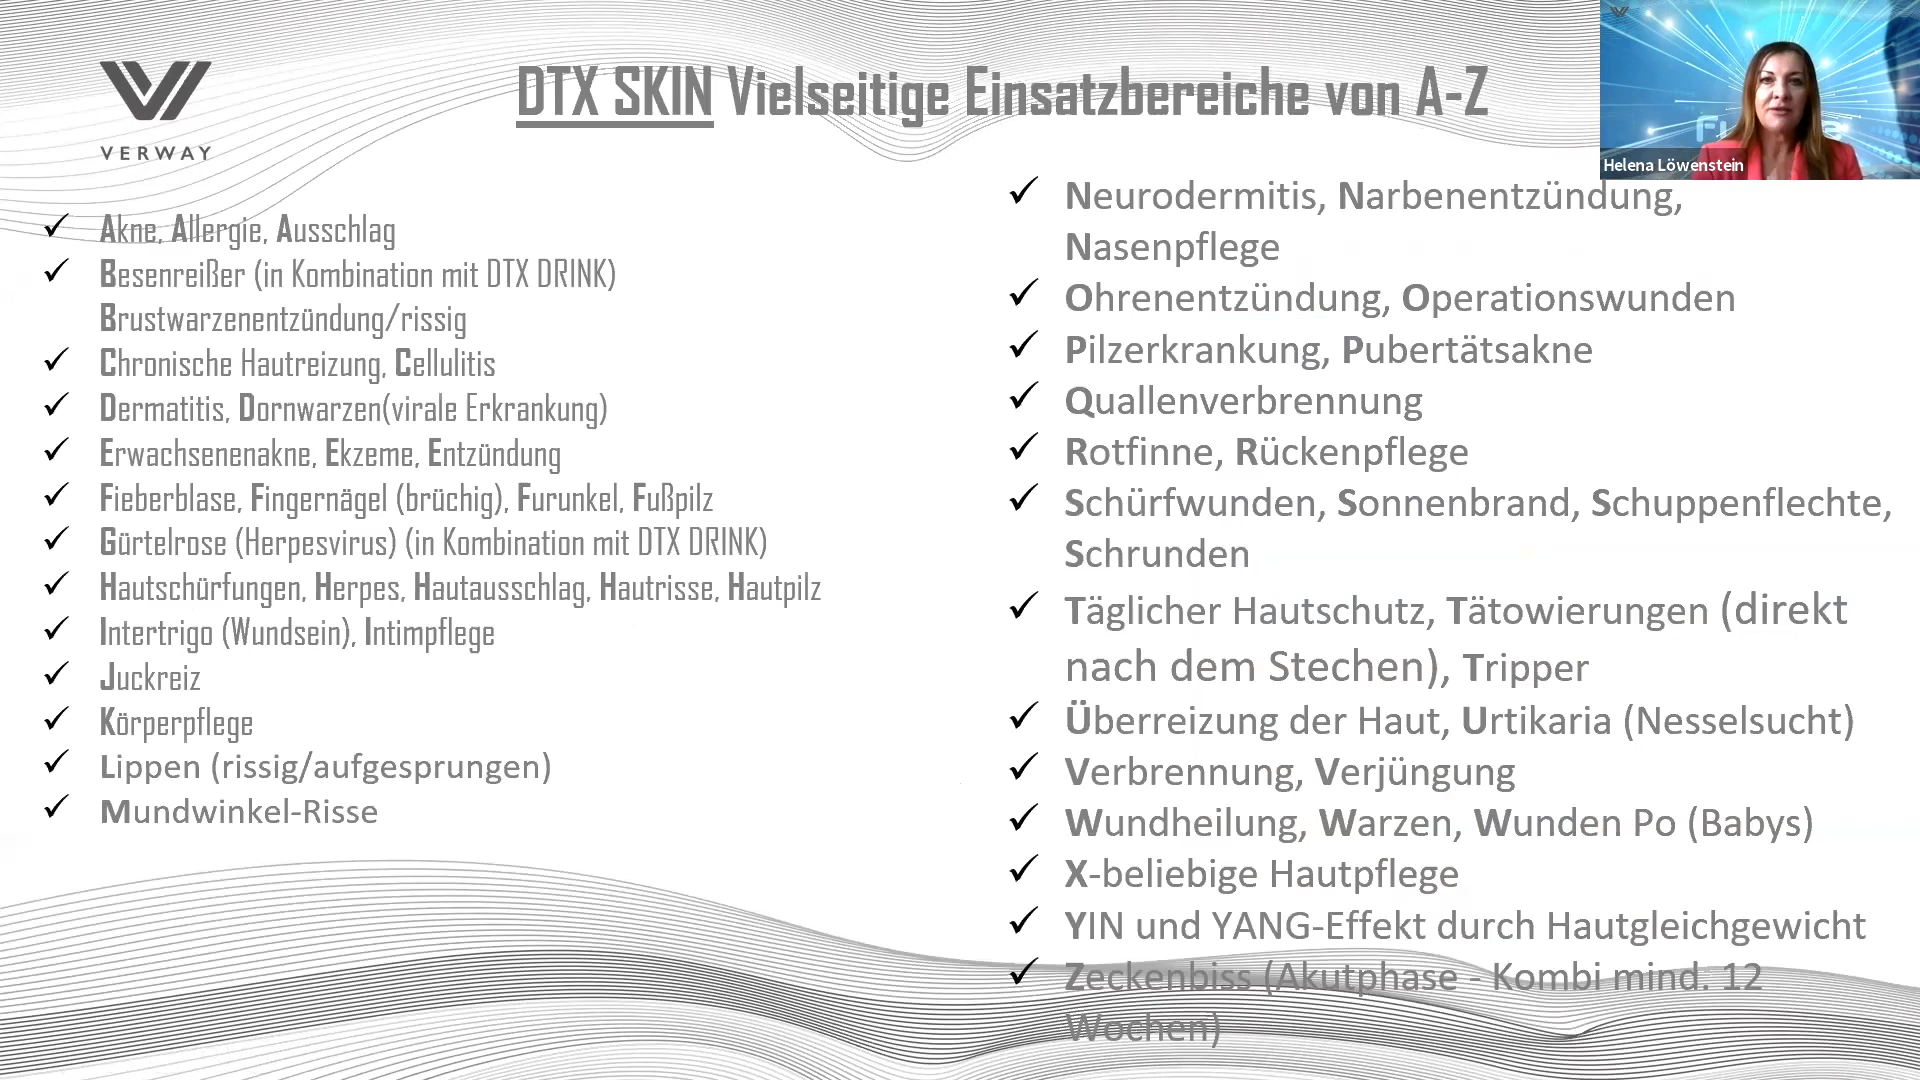 DTX SKIN Vielseitige Einsatzbereiche von A-Z
VERWAY
Helena Löwenstein
Akne, Allergie, Ausschlag
Besenreißer (in Kombination mit DTX DRINK)
Brustwarzenentzündung/rissig
Chronische Hautreizung, Cellulitis
Dermatitis, Dornwarzen(virale Erkrankung)
Erwachsenenakne, Ekzeme, Entzündung
Fieberblase, Fingernägel (brüchig), Furunkel, Fußpilz
Gürtelrose (Herpesvirus) (in Kombination mit DTX DRINK)
Hautschürfungen, Herpes, Hautausschlag, Hautrisse, Hautpilz
Intertrigo (Wundsein), Intimpflege
Juckreiz
Körperpflege
Lippen (rissig/aufgesprungen)
Mundwinkel-Risse
Neurodermitis, Narbenentzündung,
Nasenpflege
Ohrenentzündung, Operationswunden
Pilzerkrankung, Pubertätsakne
Quallenverbrennung
Rotfinne, Rückenpflege
Schürfwunden, Sonnenbrand, Schuppenflechte,
Schrunden
Täglicher Hautschutz, Tätowierungen (direkt
nach dem Stechen), Tripper
Überreizung der Haut, Urtikaria (Nesselsucht)
Verbrennung, Verjüngung
Wundheilung, Warzen, Wunden Po (Babys)
X-beliebige Hautpflege
YIN und YANG-Effekt durch Hautgleichgewicht
Zeckenbiss (Akutphase - Kombi mind. 12
Wochen)